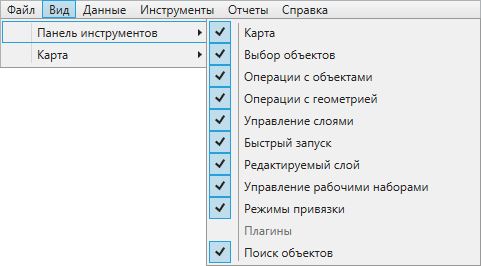 Файл Вид Данные Инструменты Отчеты Справка
Панель инструментов
Карта
Карта
Выбор объектов
Операции с объектами
Операции с геометрией
Управление слоями
Быстрый запуск
Редактируемый слой
Управление рабочими наборами
Режимы привязки
Плагины
Поиск объектов